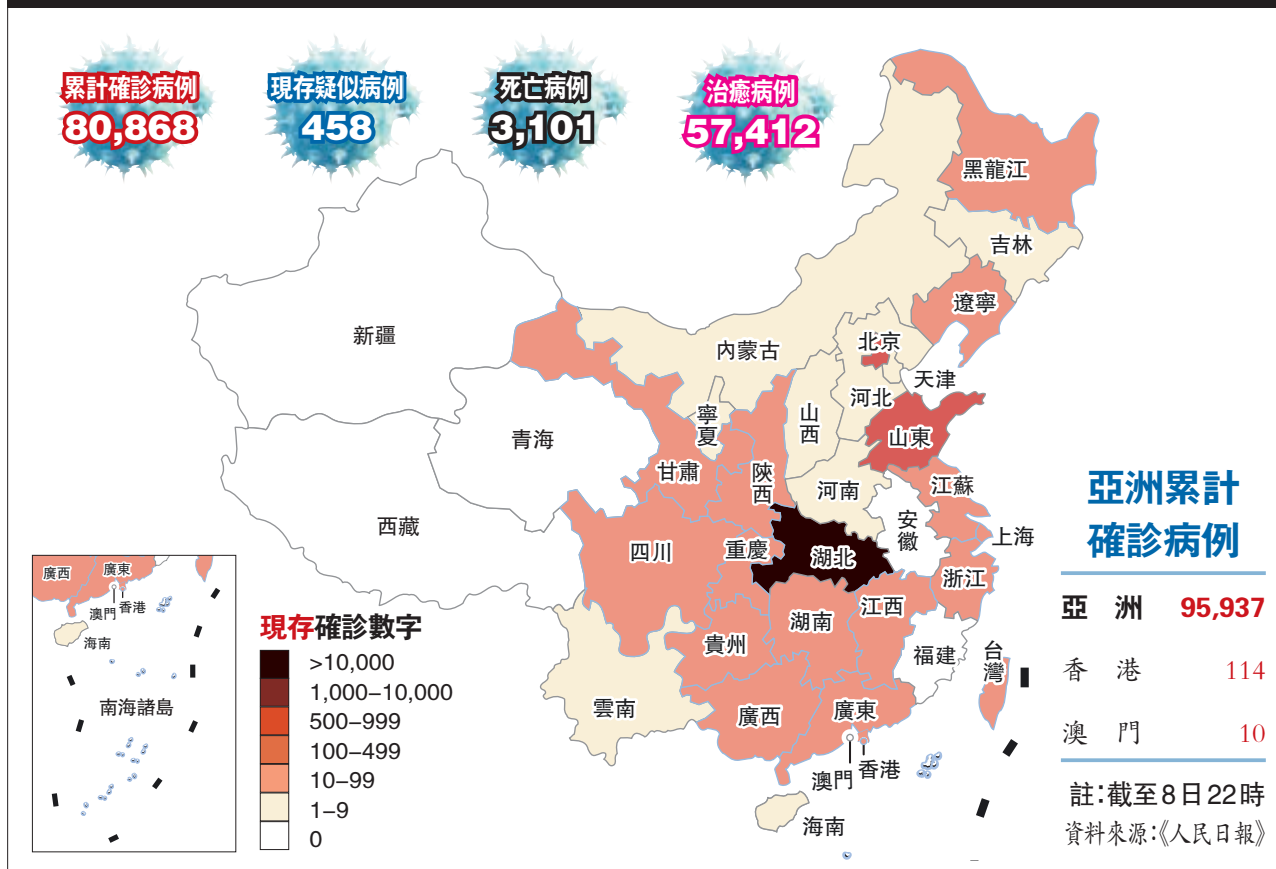 累計確診病例
80,868
現存疑似病例
458
死亡病例
3,101
治癒病例
57,412
黑龍江
吉林
遼寧
新疆
內蒙古
北京
天津
河北
山西
寧夏
青海
山東
甘肅
陝西
河南
江蘇
西藏
安徽
上海
四川
重慶
湖北
浙江
江西
湖南
貴州
福建
台灣
雲南
廣西
廣東
澳門
香港
海南
廣西
廣東
澳門
香港
海南
南海諸島
現存確診數字
>10,000
1,000–10,000
500–999
100–499
10–99
1–9
0
亞洲累計
確診病例
亞洲 95,937
香港 114
澳門 10
註:截至8日22時
資料來源:《人民日報》